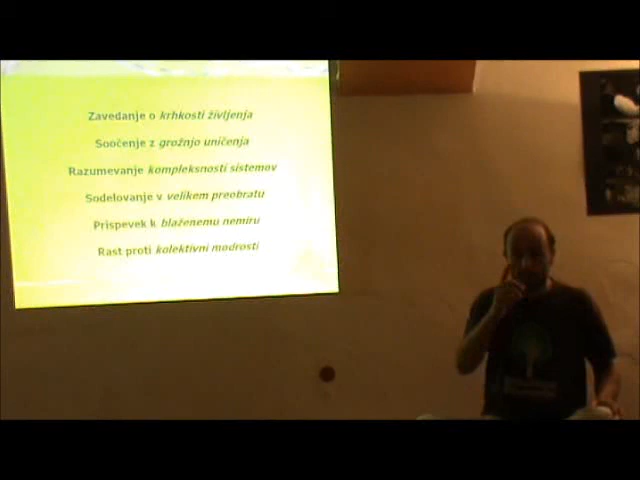 Zavedanje o krhkosti življenja
Soočenje z grožnjo uničenja
Razumevanje kompleksnosti sistemov
Sodelovanje v velikem preobratu
Prispevek k blaženemu nemiru
Rast proti kolektivni modrosti